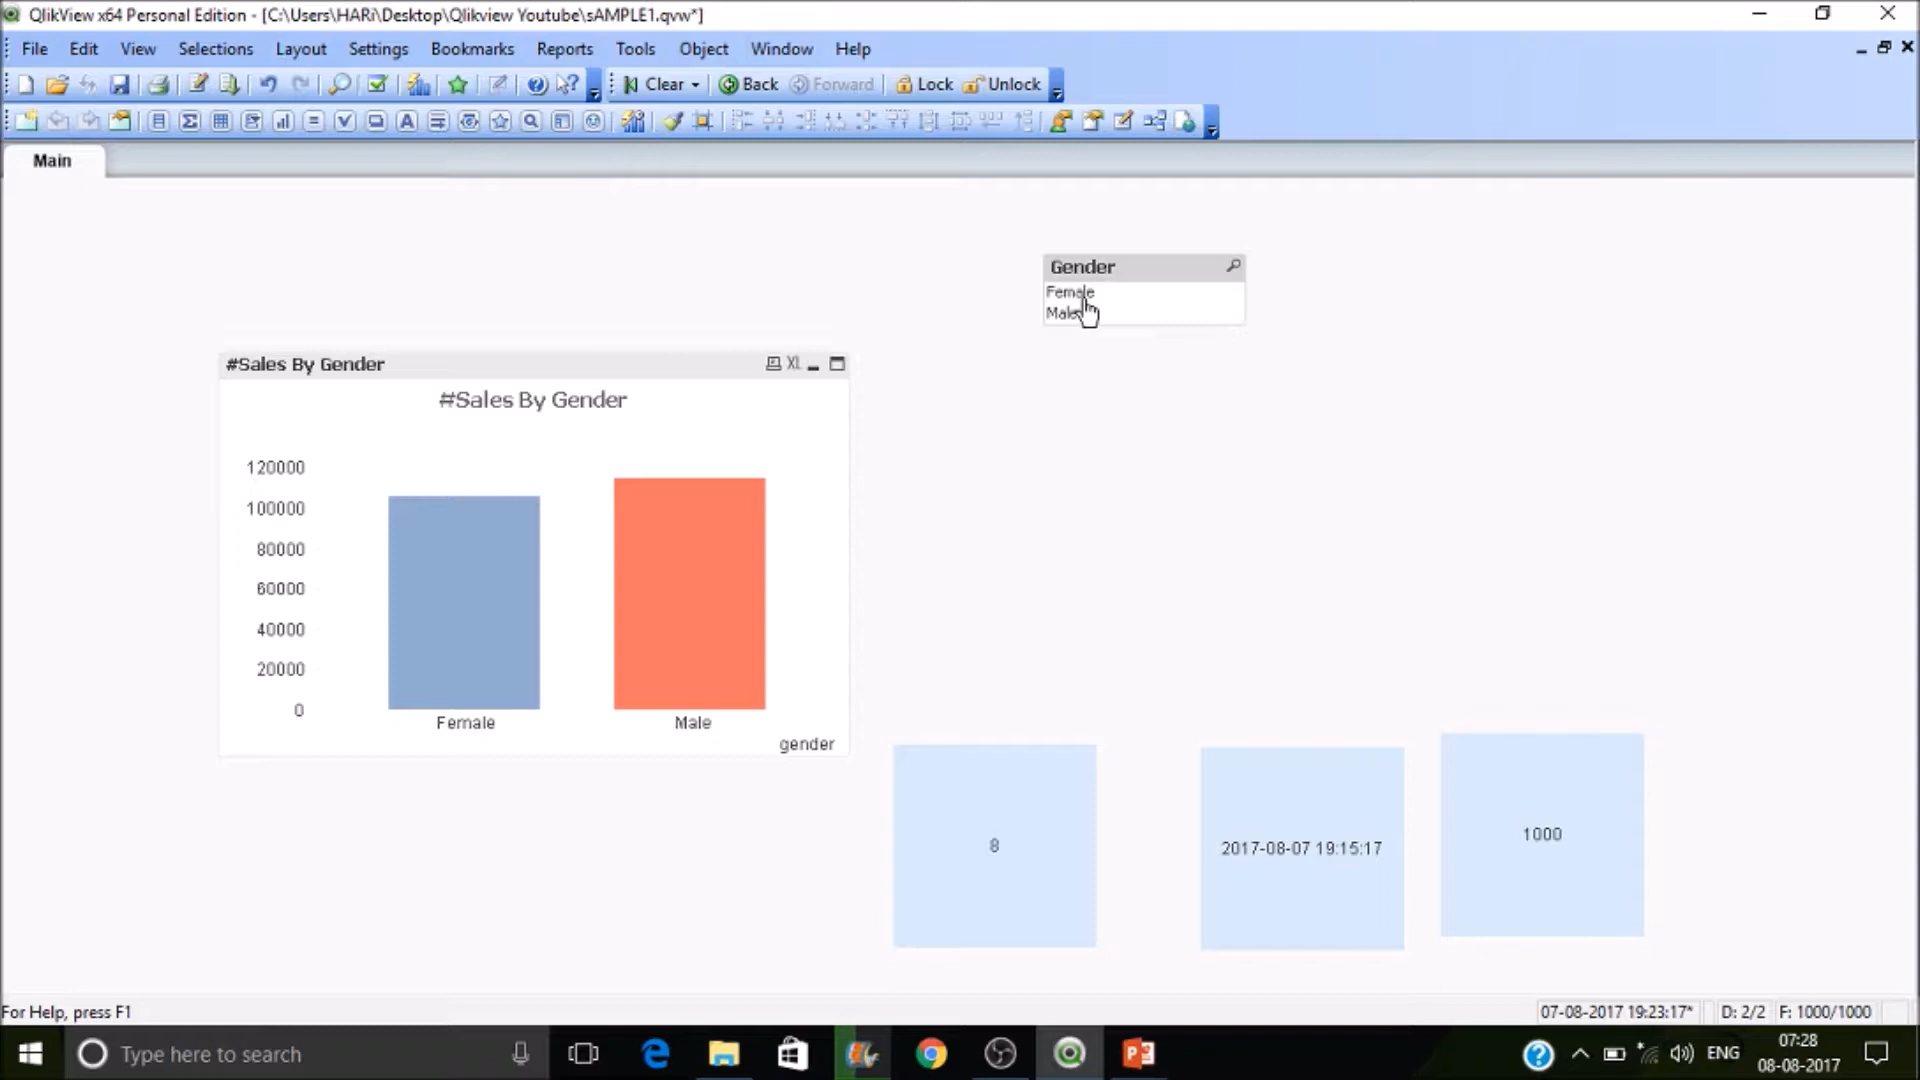 QlikView x64 Personal Edition - [C:\Users\HARi\Desktop\Qlikview Youtube\sAMPLE1.qvw*]
File Edit View Selections Layout Settings Bookmarks Reports Tools Object Window Help
Clear Back Forward Lock Unlock
Main
Gender
Female
Male
#Sales By Gender XL
#Sales By Gender
120000
100000
80000
60000
40000
20000
0
Female Male
gender
8
2017-08-07 19:15:17
1000
For Help, press F1 07-08-2017 19:23:17* D: 2/2 F: 1000/1000
Type here to search ENG 07:28
08-08-2017